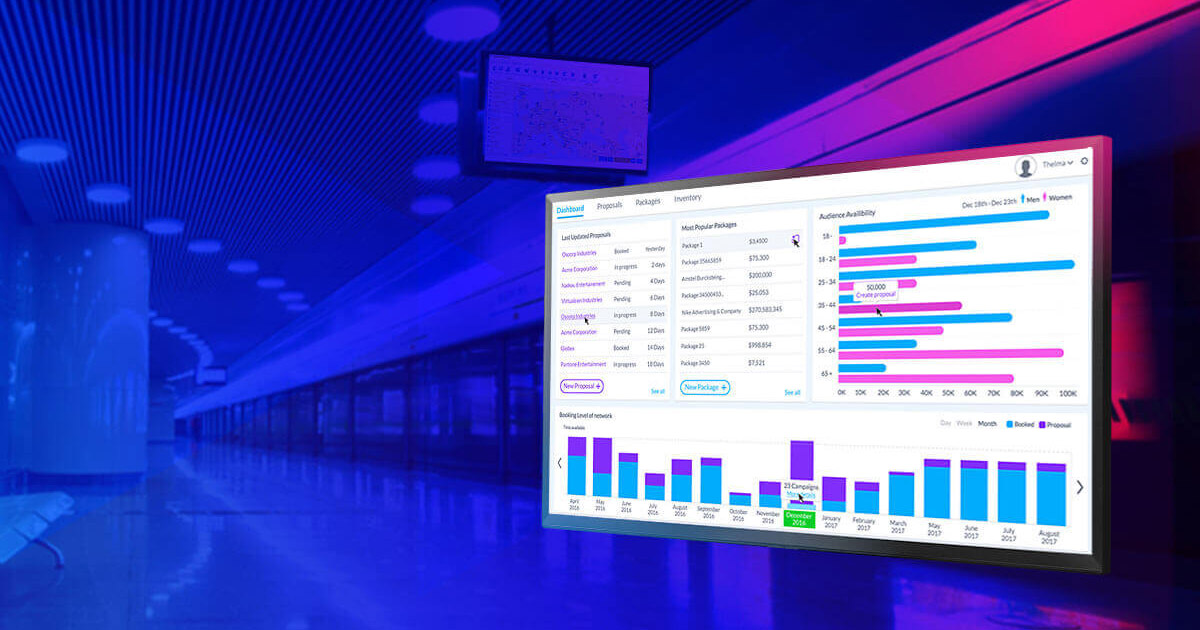 Thelma
Dashboard Proposals Packages Inventory
Last Updated Proposals
Oscorp Industries Booked Yesterday
Acme Corporation In progress 2 days
Pending 4 Days
Virtualcon Industries Pending 6 Days
Oscorp Industries In progress 8 Days
Acme Corporation Pending 12 Days
Globex Booked 14 Days
Pantone Entertainment In progress 18 Days
New Proposal +
See all
Most Popular Packages
Package 1 $3,4500
Package 35665859 $75,300
Amstel Burcksbring... $200,000
Package 34500453.. $25,053
Nike Advertising & Company $270,583,345
Package 5859 $75,300
Package 25 $998,854
Package 3450 $7,521
New Package +
See all
Audience Availibility
Dec 18th - Dec 23th Men Women
18 -
18 - 24
25 - 34
35 - 44
45 - 54
55 - 64
65 +
50,000
Create proposal
0K 10K 20K 30K 40K 50K 60K 70K 80K 90K 100K
Booking Level of network
Day Week Month Booked Proposal
Time available
23 Campaigns
April 2016
May 2016
June 2016
July 2016
August 2016
September 2016
October 2016
November 2016
December 2016
January 2017
February 2017
March 2017
May 2017
June 2017
July 2017
August 2017